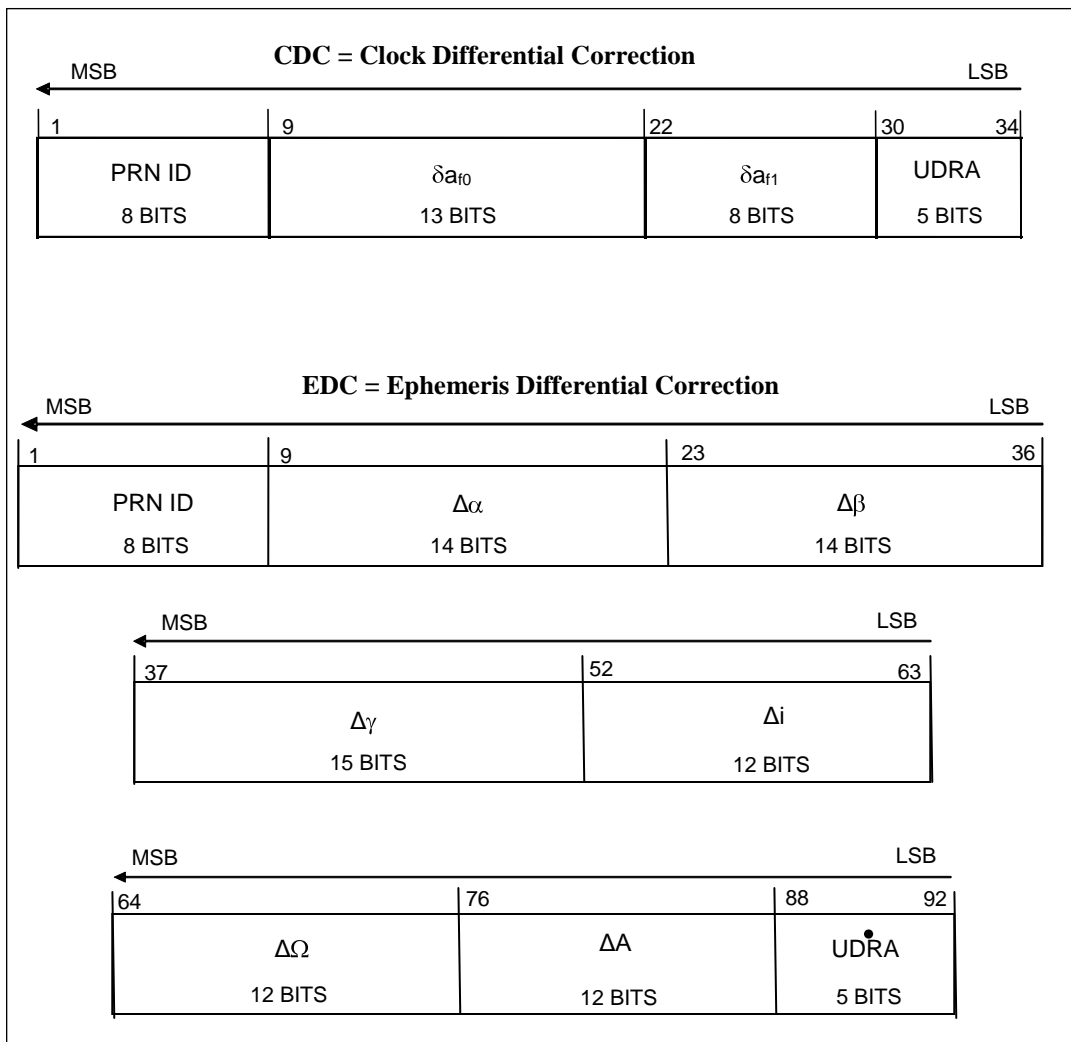 CDC = Clock Differential Correction
MSB LSB
1 9 22 30 34
PRN ID δaf0 δaf1 UDRA
8 BITS 13 BITS 8 BITS 5 BITS
EDC = Ephemeris Differential Correction
MSB LSB
1 9 23 36
PRN ID Δα Δβ
8 BITS 14 BITS 14 BITS
MSB LSB
37 52 63
Δγ Δi
15 BITS 12 BITS
MSB LSB
64 76 88 92
ΔΩ ΔA UDṘA
12 BITS 12 BITS 5 BITS